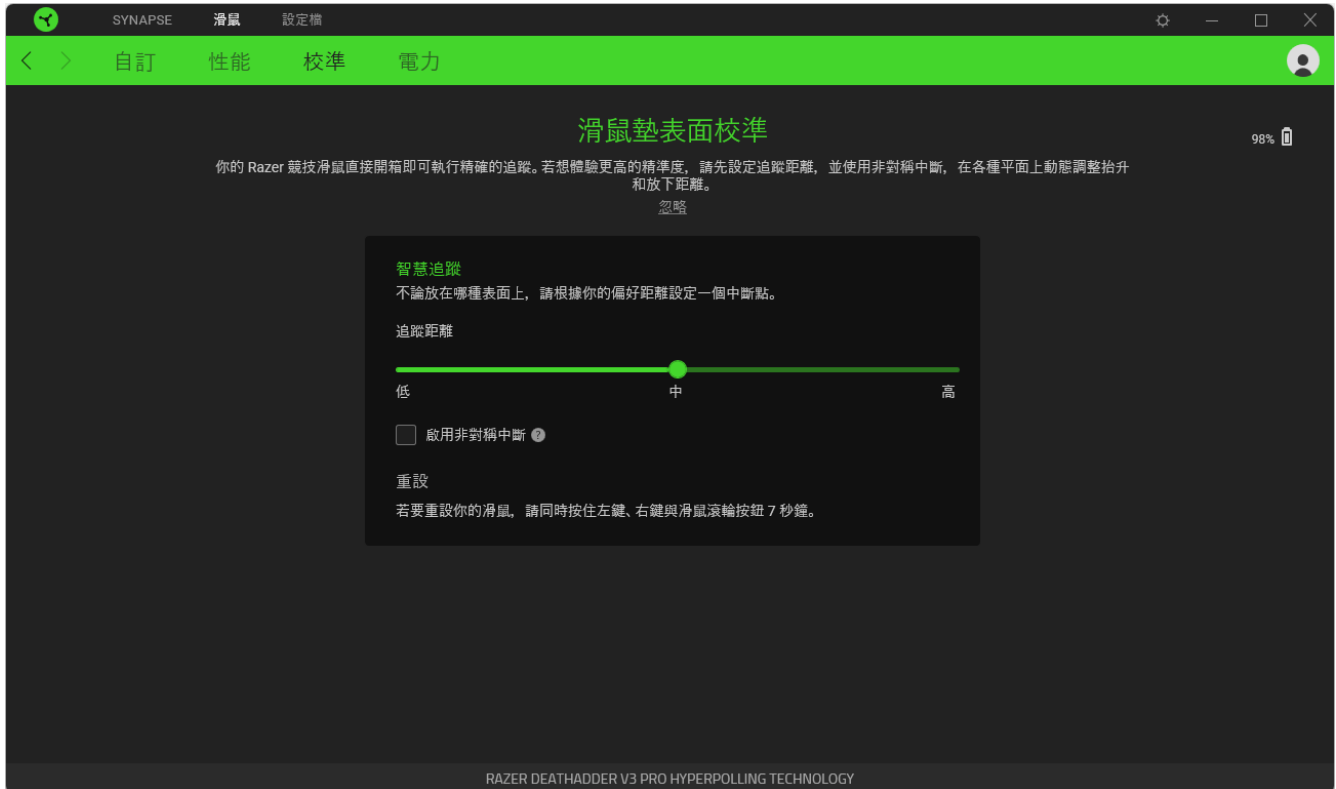 SYNAPSE 滑鼠 設定檔
自訂 性能 校準 電力
滑鼠墊表面校準
98%
你的 Razer 競技滑鼠直接開箱即可執行精確的追蹤。若想體驗更高的精準度，請先設定追蹤距離，並使用非對稱中斷，在各種平面上動態調整抬升
和放下距離。
忽略
智慧追蹤
不論放在哪種表面上，請根據你的偏好距離設定一個中斷點。
追蹤距離
低 中 高
啟用非對稱中斷 ?
重設
若要重設你的滑鼠，請同時按住左鍵、右鍵與滑鼠滾輪按鈕 7 秒鐘。
RAZER DEATHADDER V3 PRO HYPERPOLLING TECHNOLOGY